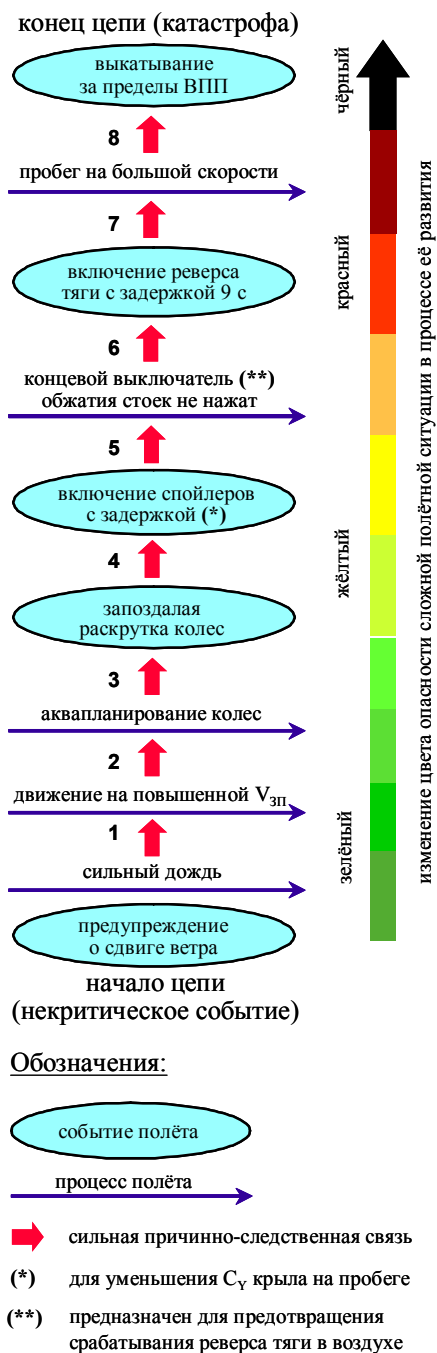 конец цепи (катастрофа)
выкатывание
за пределы ВПП
8
пробег на большой скорости
7
включение реверса
тяги с задержкой 9 с
6
концевой выключатель (**)
обжатия стоек не нажат
5
включение спойлеров
с задержкой (*)
4
запоздалая
раскрутка колес
3
аквапланирование колес
2
движение на повышенной VЗП
1
сильный дождь
предупреждение
о сдвиге ветра
начало цепи
(некритическое событие)
чёрный
красный
жёлтый
зелёный
изменение цвета опасности сложной полётной ситуации в процессе её развития
Обозначения:
событие полёта
процесс полёта
сильная причинно-следственная связь
(*) для уменьшения CY крыла на пробеге
(**) предназначен для предотвращения
срабатывания реверса тяги в воздухе